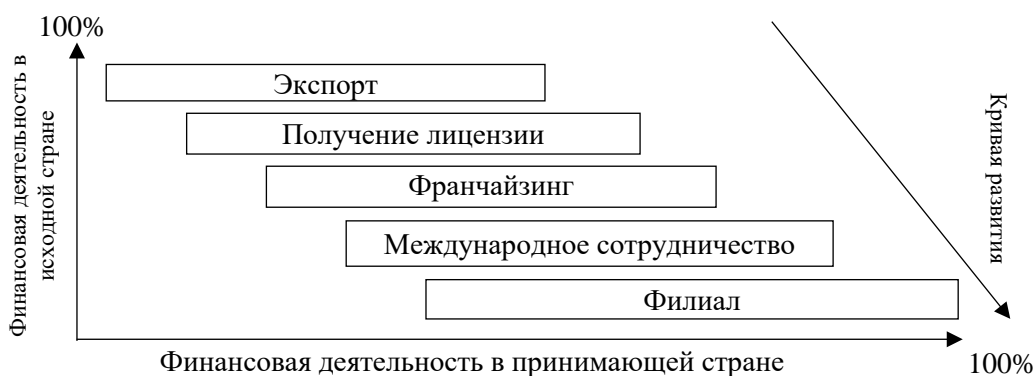 100%
Финансовая деятельность в
исходной стране
Экспорт
Получение лицензии
Франчайзинг
Международное сотрудничество
Филиал
Кривая развития
Финансовая деятельность в принимающей стране
100%